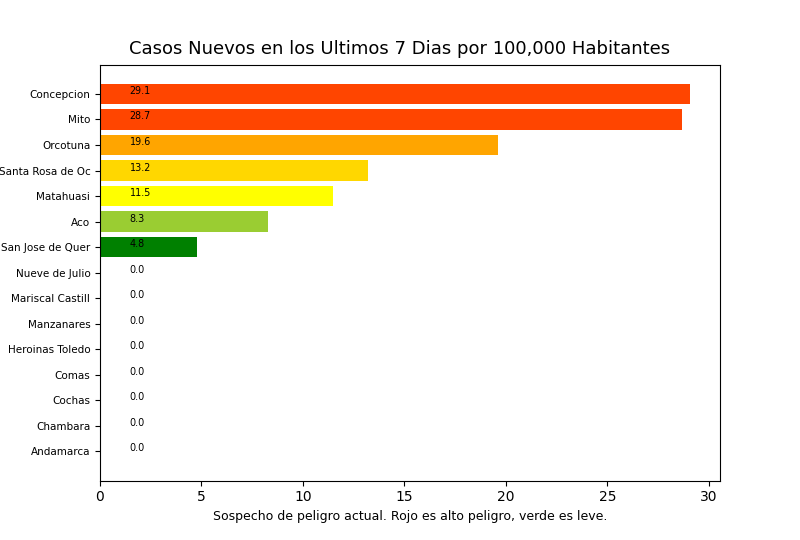 Casos Nuevos en los Ultimos 7 Dias por 100,000 Habitantes
Concepcion 29.1
Mito 28.7
Orcotuna 19.6
Santa Rosa de Oc 13.2
Matahuasi 11.5
Aco 8.3
San Jose de Quer 4.8
Nueve de Julio 0.0
Mariscal Castill 0.0
Manzanares 0.0
Heroinas Toledo 0.0
Comas 0.0
Cochas 0.0
Chambara 0.0
Andamarca 0.0
0 5 10 15 20 25 30
Sospecho de peligro actual. Rojo es alto peligro, verde es leve.